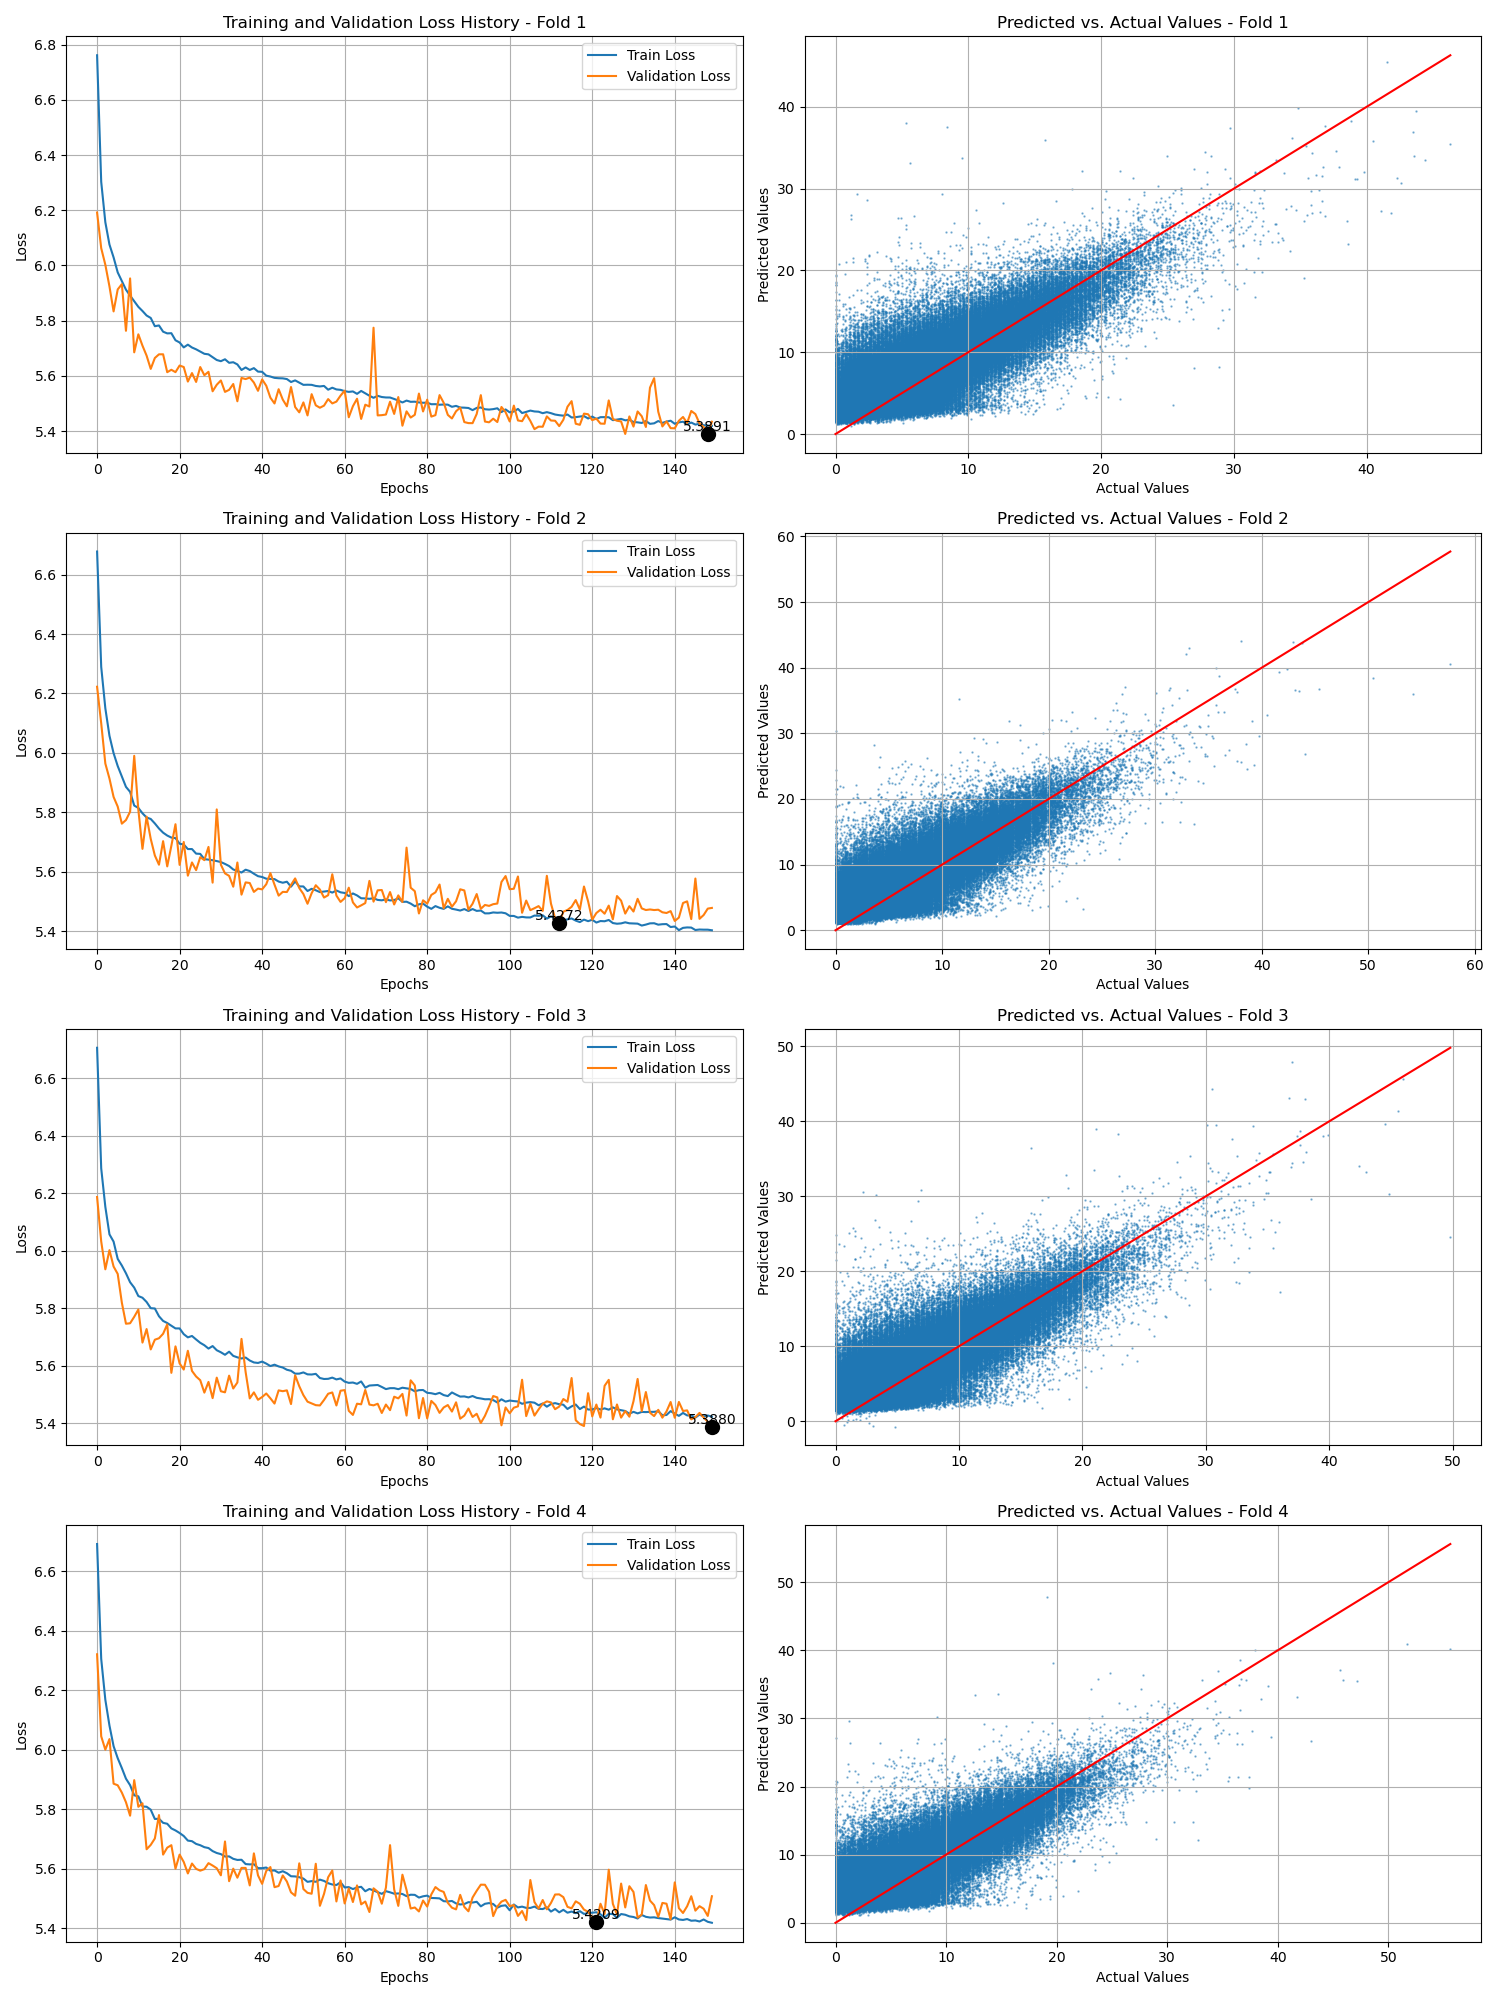 Training and Validation Loss History - Fold 1
Train Loss
Validation Loss
6.8
6.6
6.4
6.2
6.0
5.8
5.6
5.4
Loss
5.3891
0 20 40 60 80 100 120 140
Epochs
Predicted vs. Actual Values - Fold 1
40
30
20
10
0
Predicted Values
0 10 20 30 40
Actual Values
Training and Validation Loss History - Fold 2
Train Loss
Validation Loss
6.6
6.4
6.2
6.0
5.8
5.6
5.4
Loss
5.4272
0 20 40 60 80 100 120 140
Epochs
Predicted vs. Actual Values - Fold 2
60
50
40
30
20
10
0
Predicted Values
0 10 20 30 40 50 60
Actual Values
Training and Validation Loss History - Fold 3
Train Loss
Validation Loss
6.6
6.4
6.2
6.0
5.8
5.6
5.4
Loss
5.3880
0 20 40 60 80 100 120 140
Epochs
Predicted vs. Actual Values - Fold 3
50
40
30
20
10
0
Predicted Values
0 10 20 30 40 50
Actual Values
Training and Validation Loss History - Fold 4
Train Loss
Validation Loss
6.6
6.4
6.2
6.0
5.8
5.6
5.4
Loss
5.4209
0 20 40 60 80 100 120 140
Epochs
Predicted vs. Actual Values - Fold 4
50
40
30
20
10
0
Predicted Values
0 10 20 30 40 50
Actual Values